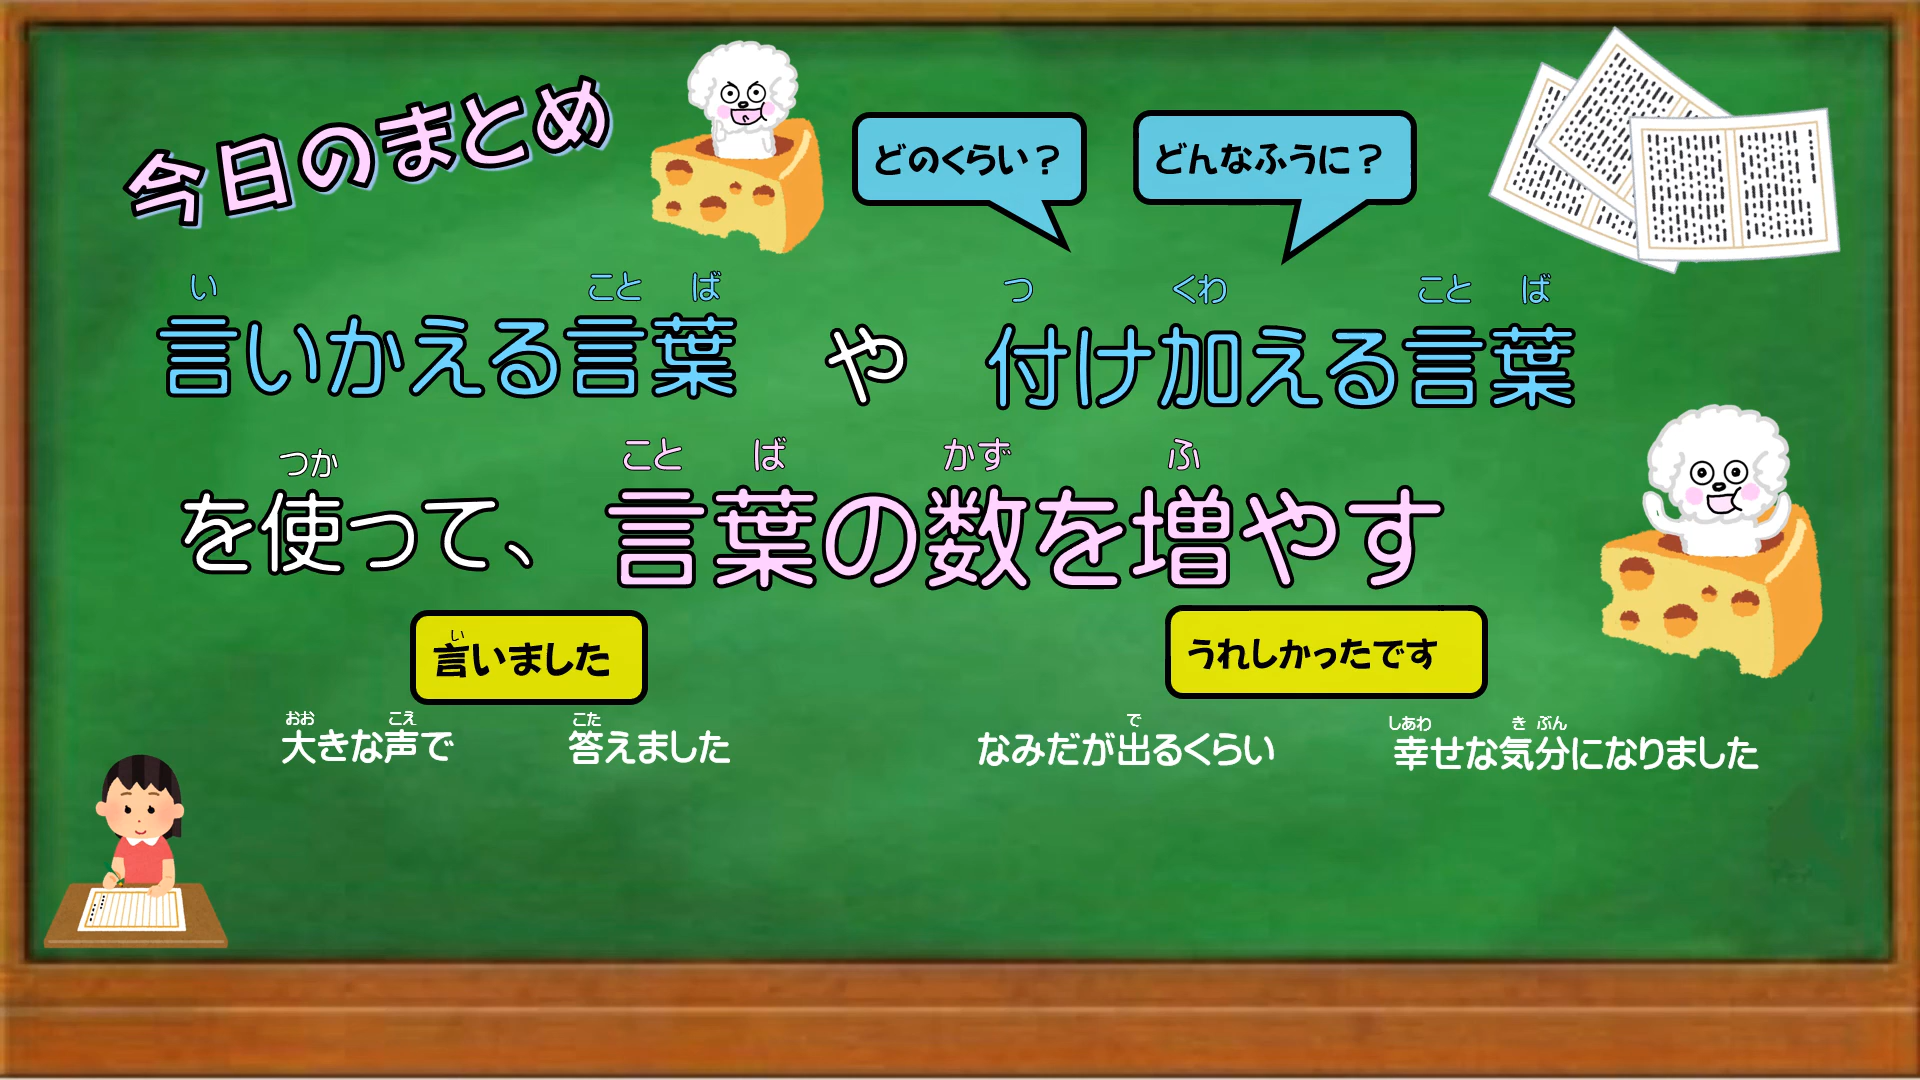 今日のまとめ
どのくらい？
どんなふうに？
い こと ば つ くわ こと ば
言いかえる言葉 や 付け加える言葉
つか こと ば かず ふ
を使って、 言葉の数を増やす
い
言いました うれしかったです
おお こえ こた で しあわ き ぶん
大きな声で 答えました なみだが出るくらい 幸せな気分になりました